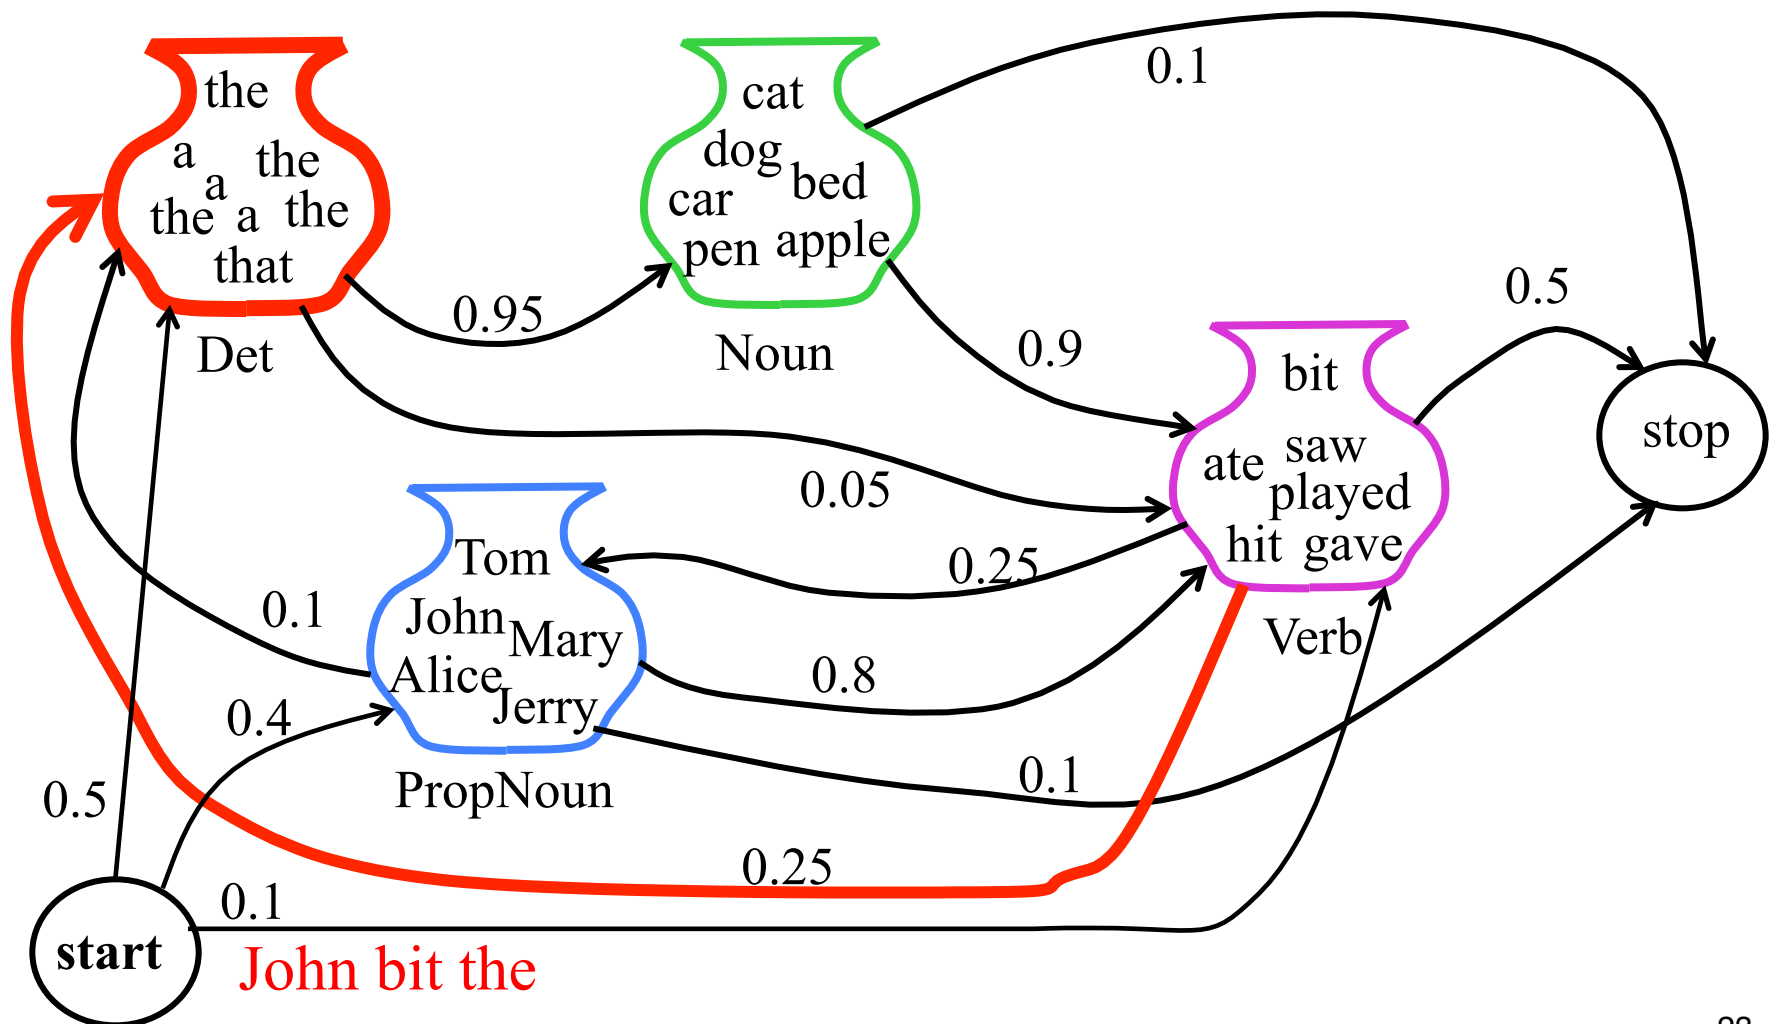 the
a
the
a
the
a
the
that
Det
cat
dog
bed
car
pen
apple
Noun
0.1
0.95
0.9
0.5
bit
saw
ate
played
hit gave
Verb
stop
0.05
0.25
Tom
John
Mary
Alice
Jerry
PropNoun
0.1
0.8
0.4
0.1
0.5
0.25
0.1
start
John bit the